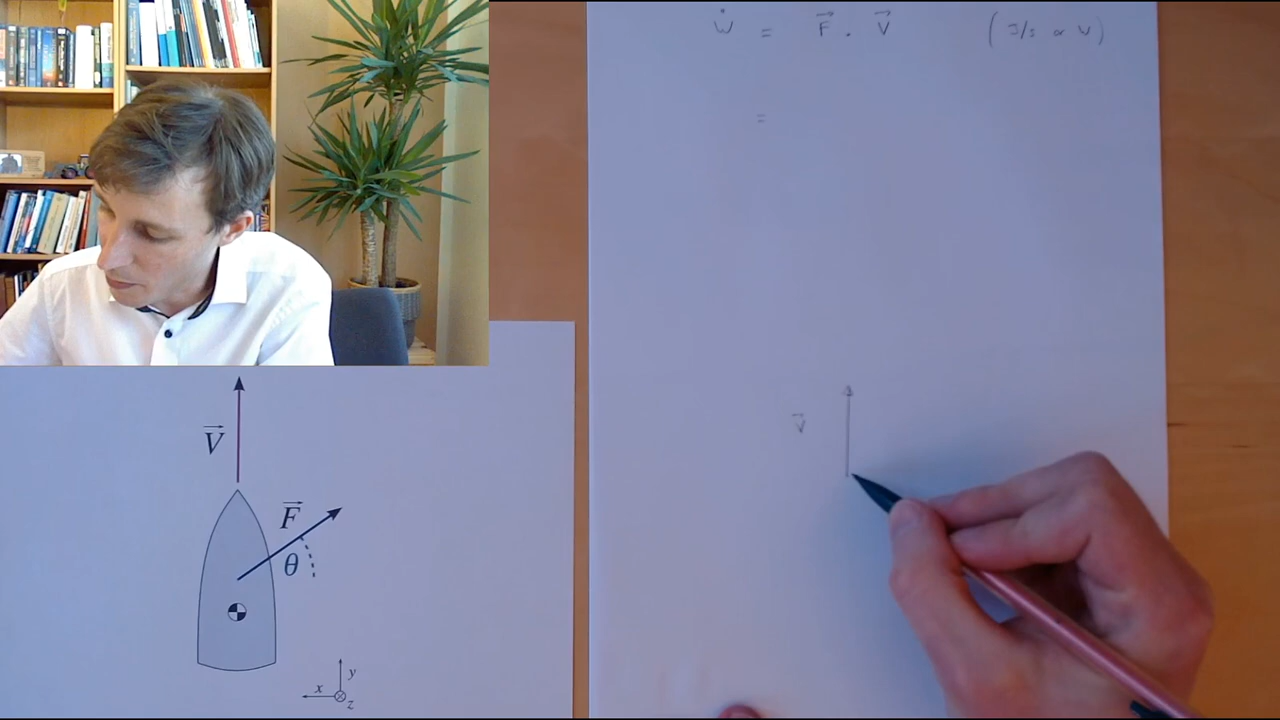 Ẇ = F⃗ . V⃗ (J/s or W)
=
V⃗
V⃗
F⃗
θ
y
x
z